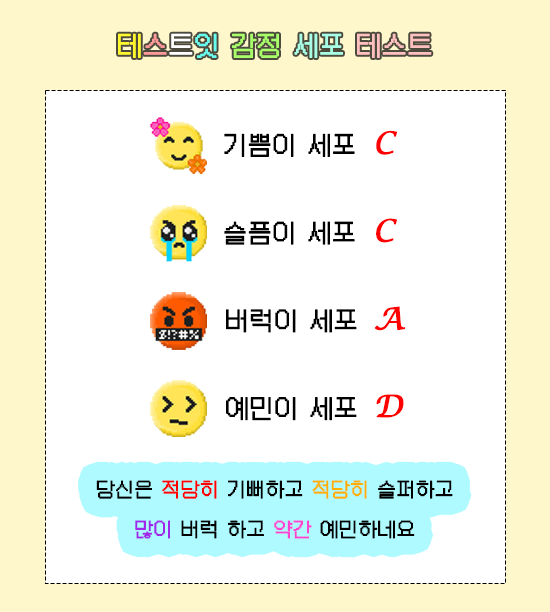 테스트잇 감정 세포 테스트
기쁨이 세포 C
슬픔이 세포 C
버럭이 세포 A
$!?#%
예민이 세포 D
당신은 적당히 기뻐하고 적당히 슬퍼하고
많이 버럭 하고 약간 예민하네요